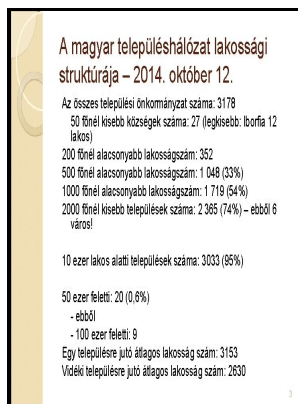 A magyar településhálózat lakossági
struktúrája – 2014. október 12.
Az összes települési önkormányzat száma: 3178
50 főnél kisebb községek száma: 27 (legkisebb: Iborfia 12
lakos)
200 főnél alacsonyabb lakosságszám: 352
500 főnél alacsonyabb lakosságszám: 1 048 (33%)
1000 főnél alacsonyabb lakosságszám: 1 719 (54%)
2000 főnél kisebb települések száma: 2 365 (74%) – ebből 6
város!
10 ezer lakos alatti települések száma: 3033 (95%)
50 ezer feletti: 20 (0,6%)
- ebből
- 100 ezer feletti: 9
Egy településre jutó átlagos lakosság szám: 3153
Vidéki településre jutó átlagos lakosság szám: 2630
3